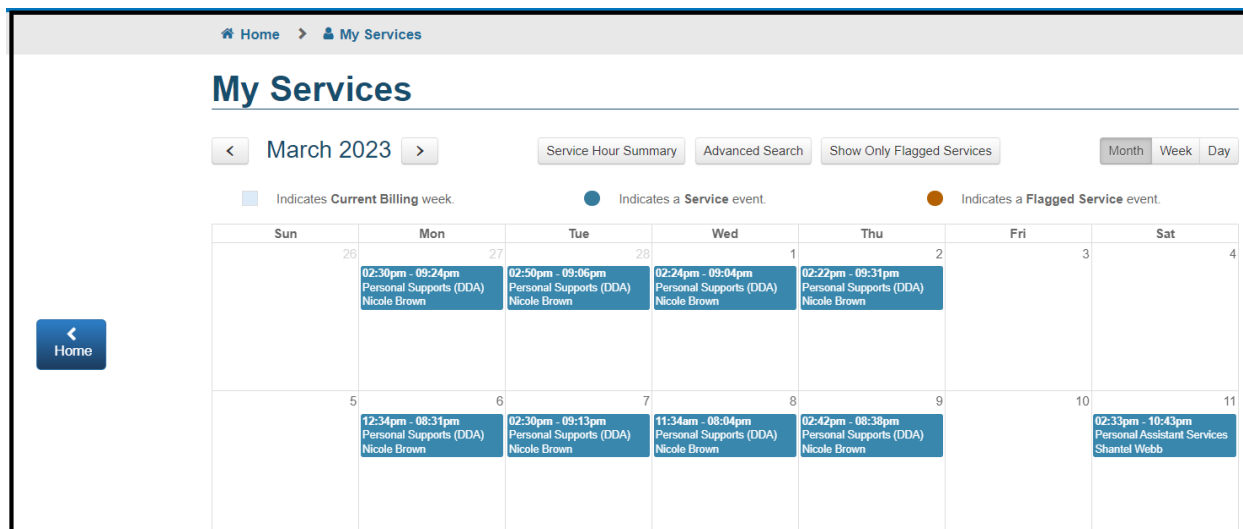 Home > My Services
My Services
< March 2023 > Service Hour Summary Advanced Search Show Only Flagged Services Month Week Day
Indicates Current Billing week. Indicates a Service event. Indicates a Flagged Service event.
Sun Mon Tue Wed Thu Fri Sat
26 27 28 1 2 3 4
02:30pm - 09:24pm
Personal Supports (DDA)
Nicole Brown
02:50pm - 09:06pm
Personal Supports (DDA)
Nicole Brown
02:24pm - 09:04pm
Personal Supports (DDA)
Nicole Brown
02:22pm - 09:31pm
Personal Supports (DDA)
Nicole Brown
< Home
5 6 7 8 9 10 11
12:34pm - 08:31pm
Personal Supports (DDA)
Nicole Brown
02:30pm - 09:13pm
Personal Supports (DDA)
Nicole Brown
11:34am - 08:04pm
Personal Supports (DDA)
Nicole Brown
02:42pm - 08:38pm
Personal Supports (DDA)
Nicole Brown
02:33pm - 10:43pm
Personal Assistant Services
Shantel Webb